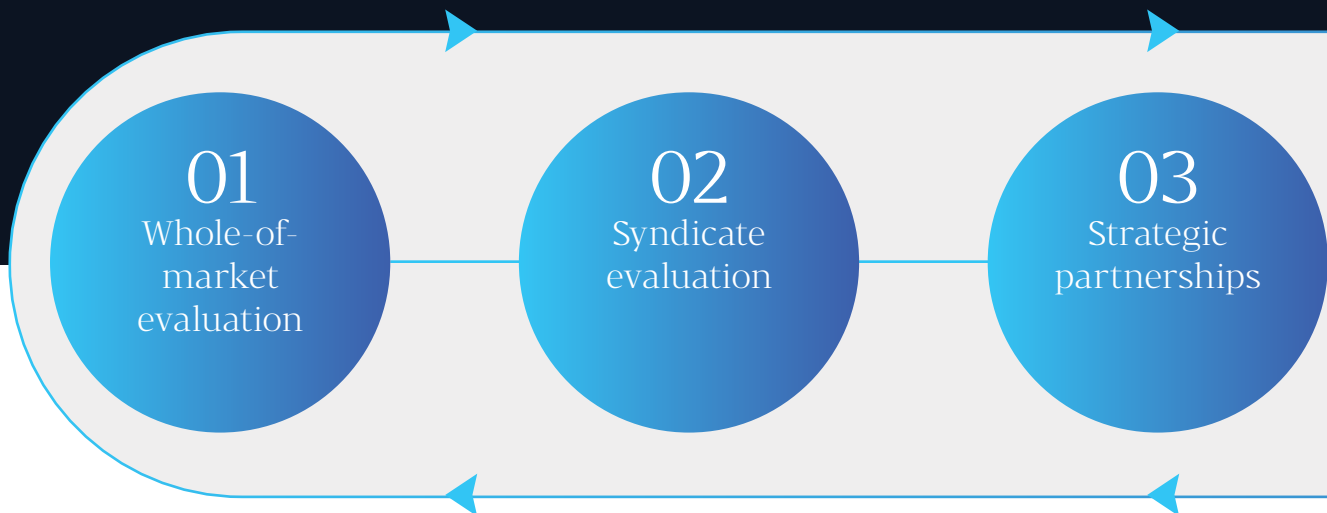 01
Whole-of-
market
evaluation
02
Syndicate
evaluation
03
Strategic
partnerships